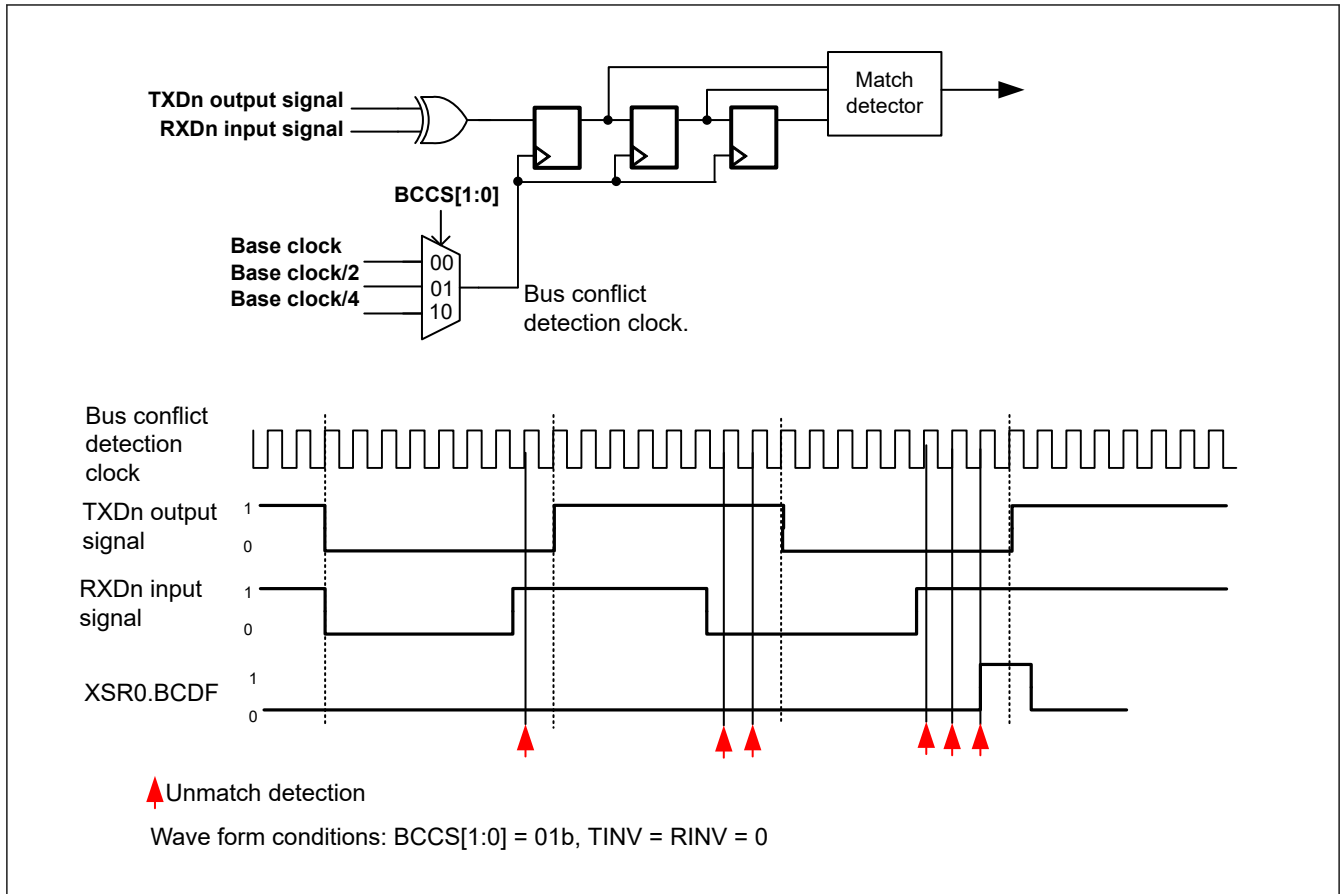 TXDn output signal
RXDn input signal
Match
detector
BCCS[1:0]
Base clock
Base clock/2
Base clock/4
00
01
10
Bus conflict
detection clock.
Bus conflict
detection
clock
TXDn output
signal
1
0
RXDn input
signal
1
0
XSR0.BCDF
1
0
Unmatch detection
Wave form conditions: BCCS[1:0] = 01b, TINV = RINV = 0